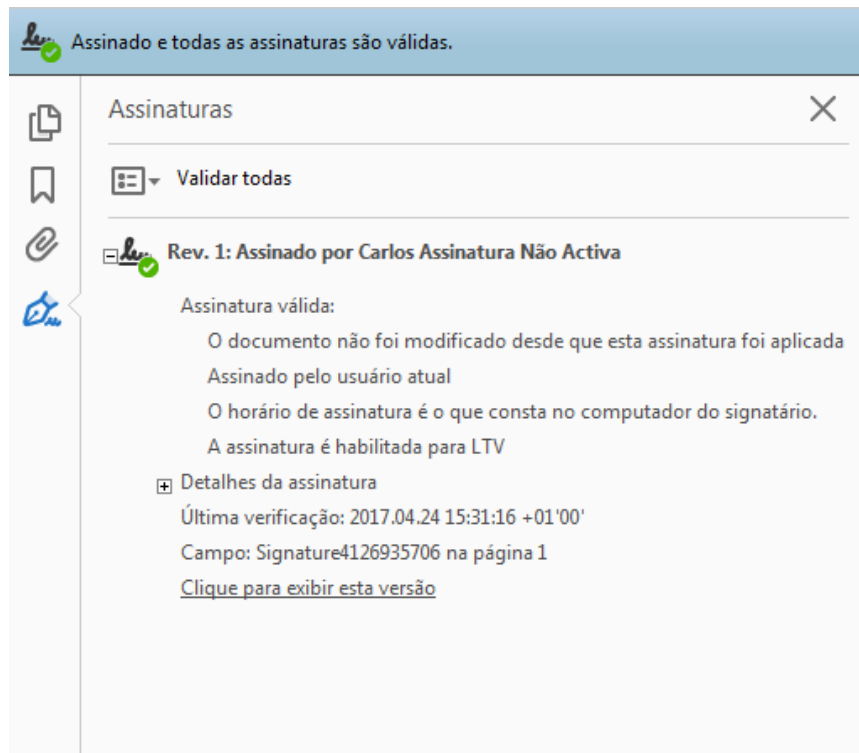 Assinado e todas as assinaturas são válidas.
Assinaturas
Validar todas
Rev. 1: Assinado por Carlos Assinatura Não Activa
Assinatura válida:
O documento não foi modificado desde que esta assinatura foi aplicada
Assinado pelo usuário atual
O horário de assinatura é o que consta no computador do signatário.
A assinatura é habilitada para LTV
Detalhes da assinatura
Última verificação: 2017.04.24 15:31:16 +01'00'
Campo: Signature4126935706 na página 1
Clique para exibir esta versão